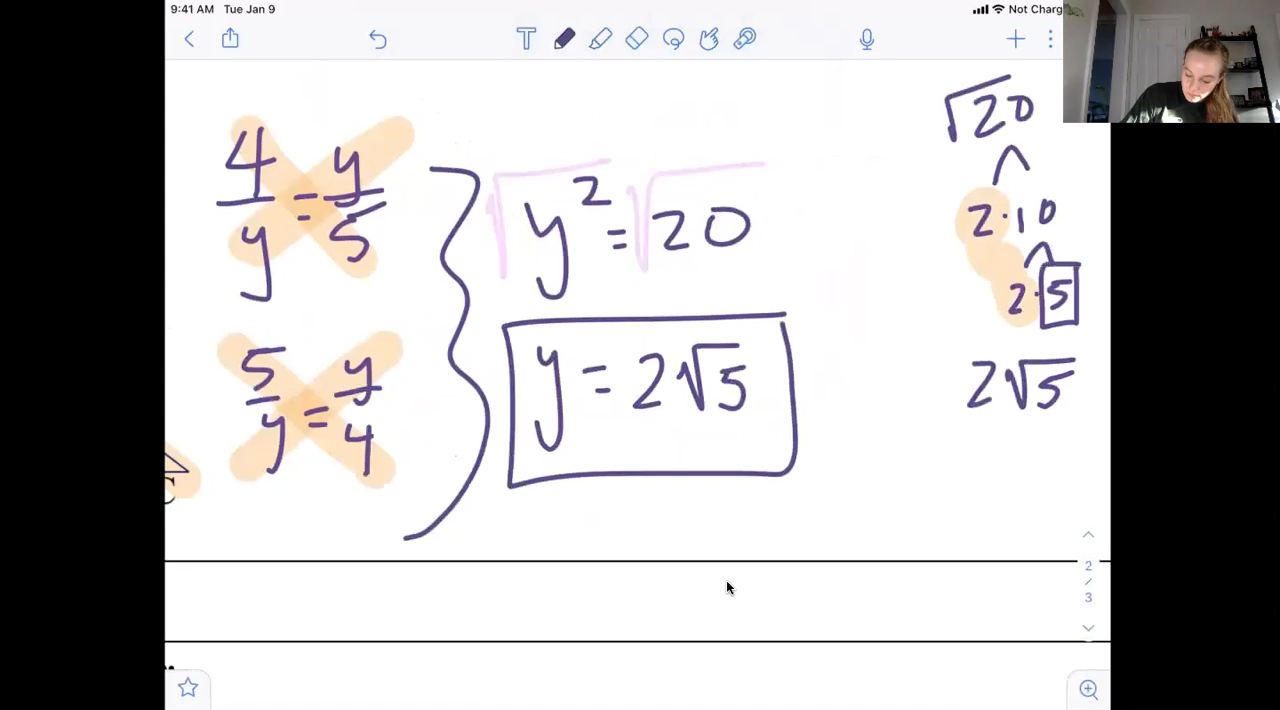 9:41 AM Tue Jan 9
Not Charg
T
4/y = y/5
5/y = y/4
C
√y² = √20
y = 2√5
√20
2·10
2·5
2√5
2
/
3